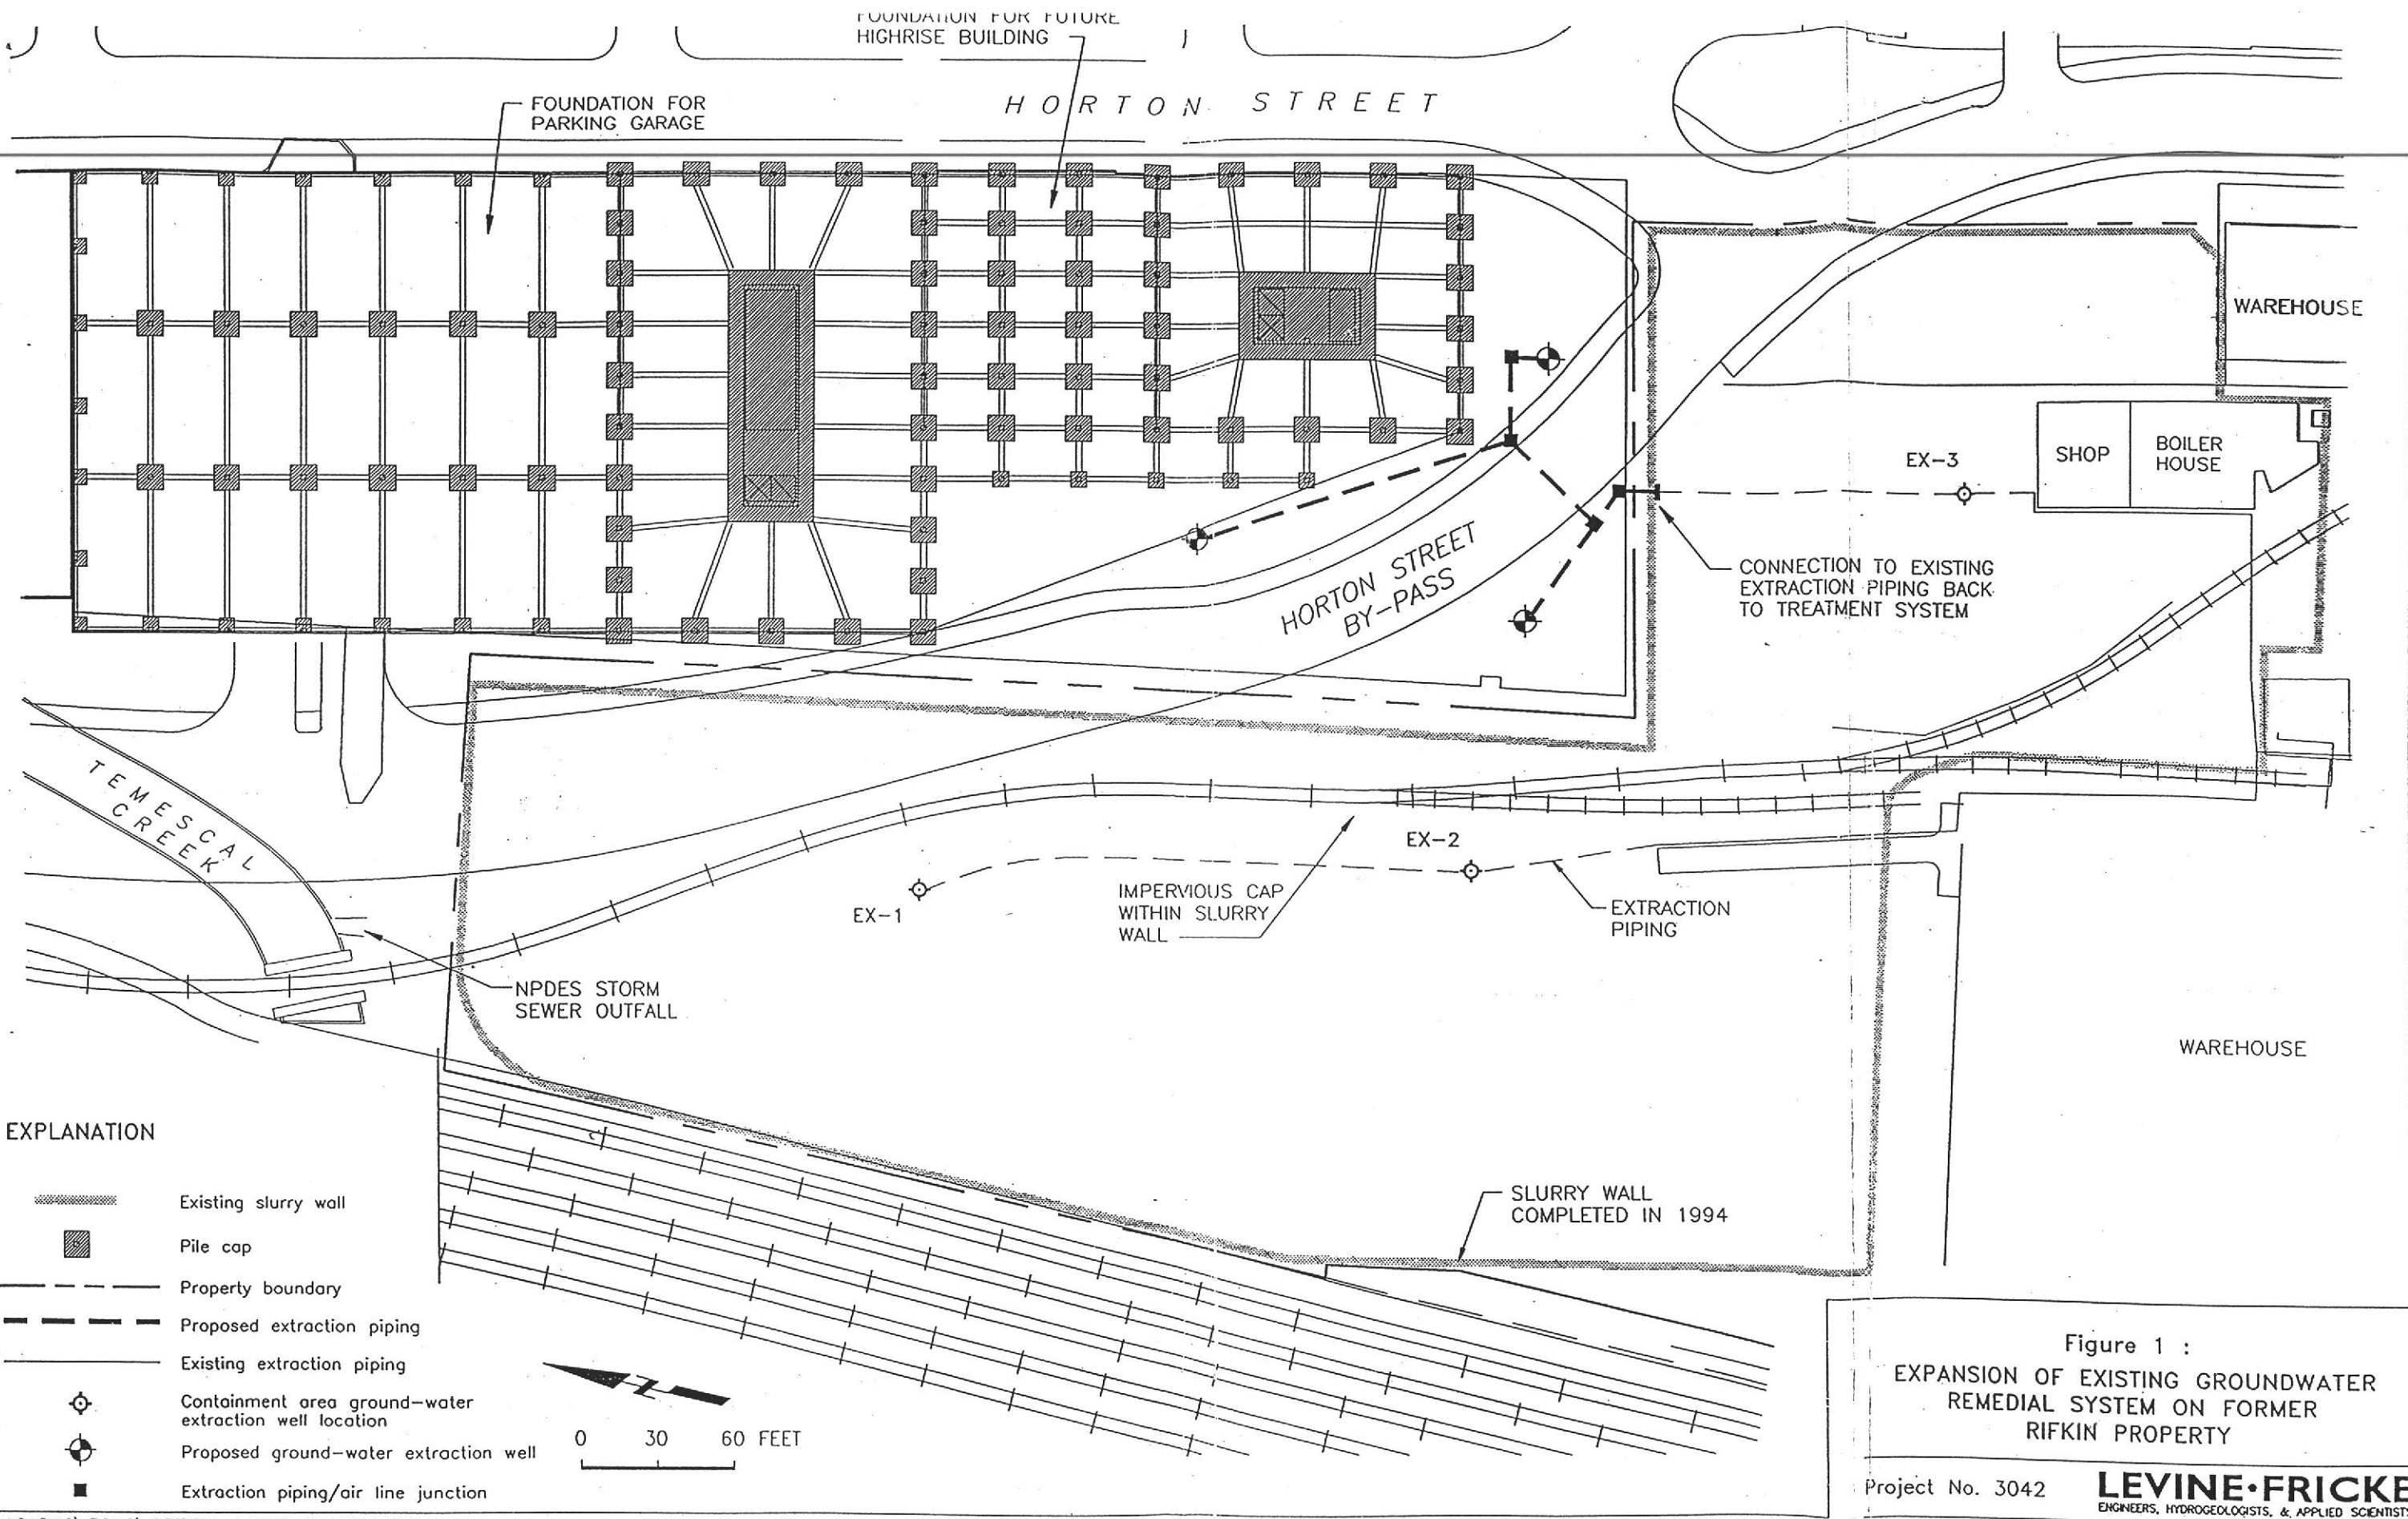 FOUNDATION FOR FUTURE
HIGHRISE BUILDING
FOUNDATION FOR
PARKING GARAGE
HORTON STREET
WAREHOUSE
SHOP
BOILER
HOUSE
EX-3
CONNECTION TO EXISTING
EXTRACTION PIPING BACK
TO TREATMENT SYSTEM
HORTON STREET
BY-PASS
TEMESCAL
CREEK
EX-2
EX-1
IMPERVIOUS CAP
WITHIN SLURRY
WALL
EXTRACTION
PIPING
NPDES STORM
SEWER OUTFALL
WAREHOUSE
SLURRY WALL
COMPLETED IN 1994
EXPLANATION
Existing slurry wall
Pile cap
Property boundary
Proposed extraction piping
Existing extraction piping
Containment area ground-water
extraction well location
Proposed ground-water extraction well
Extraction piping/air line junction
N
0 30 60 FEET
Figure 1 :
EXPANSION OF EXISTING GROUNDWATER
REMEDIAL SYSTEM ON FORMER
RIFKIN PROPERTY
Project No. 3042
LEVINE·FRICKE
ENGINEERS, HYDROGEOLOGISTS, & APPLIED SCIENTIST